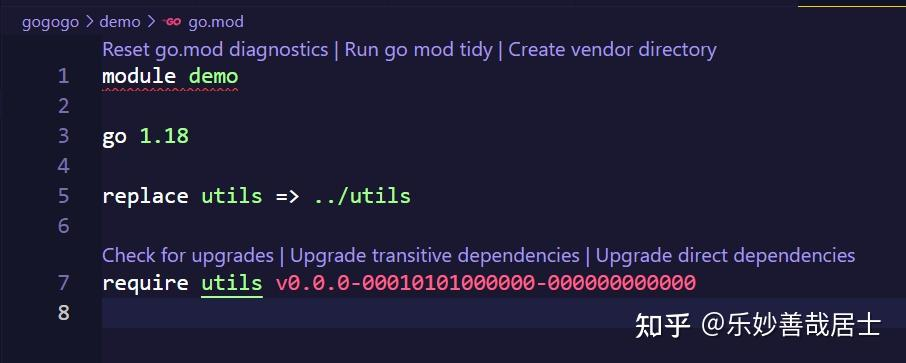 gogogo > demo > GO go.mod
Reset go.mod diagnostics | Run go mod tidy | Create vendor directory
1 module demo
2
3 go 1.18
4
5 replace utils => ../utils
6
Check for upgrades | Upgrade transitive dependencies | Upgrade direct dependencies
7 require utils v0.0.0-00010101000000-000000000000
8
知乎 @乐妙善哉居士